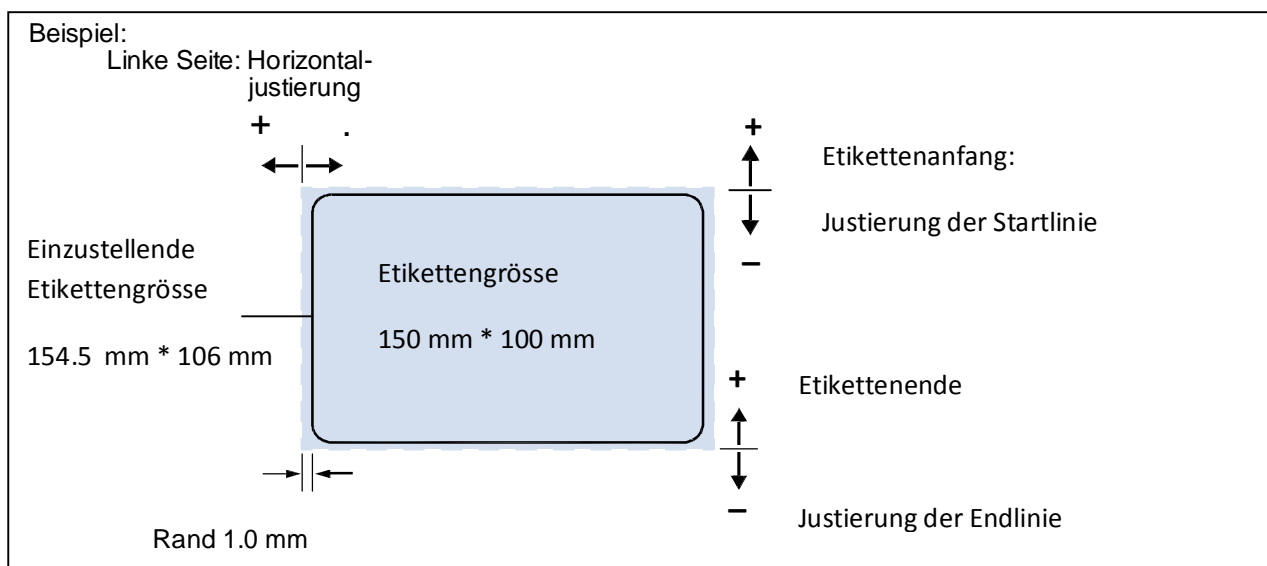 Beispiel:
Linke Seite: Horizontal-
justierung
+ .
+
Etikettenanfang:
Justierung der Startlinie
–
Einzustellende
Etikettengrösse
154.5 mm * 106 mm
Etikettengrösse
150 mm * 100 mm
+
Etikettenende
–
Justierung der Endlinie
Rand 1.0 mm